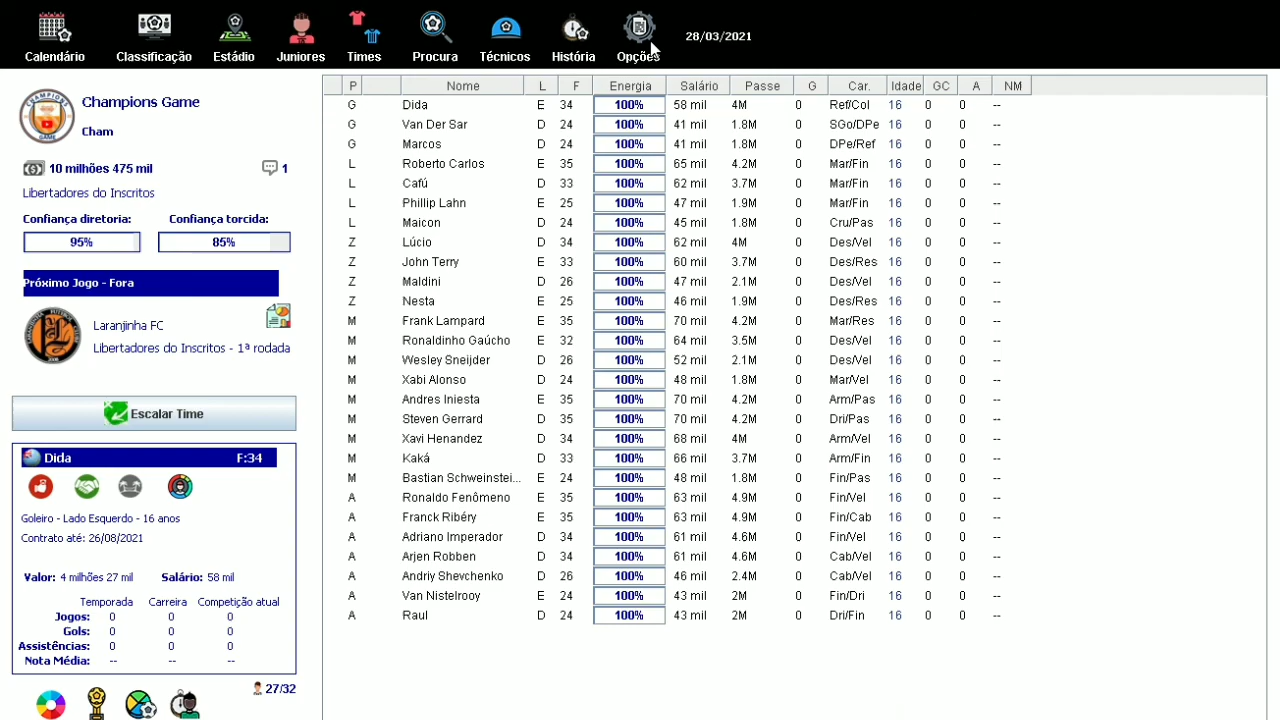 Calendário Classificação Estádio Juniores Times Procura Técnicos História Opções 28/03/2021
Champions Game
Cham
10 milhões 475 mil 1
Libertadores do Inscritos
Confiança diretoria: Confiança torcida:
95% 85%
Próximo Jogo - Fora
Laranjinha FC
Libertadores do Inscritos - 1ª rodada
Escalar Time
Dida F:34
Goleiro - Lado Esquerdo - 16 anos
Contrato até: 26/08/2021
Valor: 4 milhões 27 mil Salário: 58 mil
Temporada Carreira Competição atual
Jogos: 0 0 0
Gols: 0 0 0
Assistências: 0 0 0
Nota Média: -- -- --
27/32
P Nome L F Energia Salário Passe G Car. Idade GC A NM
G Dida E 34 100% 58 mil 4M 0 Ref/Col 16 0 0 --
G Van Der Sar D 24 100% 41 mil 1.8M 0 SGo/DPe 16 0 0 --
G Marcos D 24 100% 41 mil 1.8M 0 DPe/Ref 16 0 0 --
L Roberto Carlos E 35 100% 65 mil 4.2M 0 Mar/Fin 16 0 0 --
L Cafú D 33 100% 62 mil 3.7M 0 Mar/Fin 16 0 0 --
L Phillip Lahn E 25 100% 47 mil 1.9M 0 Mar/Fin 16 0 0 --
L Maicon D 24 100% 45 mil 1.8M 0 Cru/Pas 16 0 0 --
Z Lúcio D 34 100% 62 mil 4M 0 Des/Vel 16 0 0 --
Z John Terry E 33 100% 60 mil 3.7M 0 Des/Res 16 0 0 --
Z Maldini D 26 100% 47 mil 2.1M 0 Des/Vel 16 0 0 --
Z Nesta E 25 100% 46 mil 1.9M 0 Des/Res 16 0 0 --
M Frank Lampard E 35 100% 70 mil 4.2M 0 Mar/Res 16 0 0 --
M Ronaldinho Gaúcho E 32 100% 64 mil 3.5M 0 Des/Vel 16 0 0 --
M Wesley Sneijder D 26 100% 52 mil 2.1M 0 Des/Vel 16 0 0 --
M Xabi Alonso D 24 100% 48 mil 1.8M 0 Mar/Vel 16 0 0 --
M Andres Iniesta E 35 100% 70 mil 4.2M 0 Arm/Pas 16 0 0 --
M Steven Gerrard D 35 100% 70 mil 4.2M 0 Dri/Pas 16 0 0 --
M Xavi Henandez D 34 100% 68 mil 4M 0 Arm/Vel 16 0 0 --
M Kaká D 33 100% 66 mil 3.7M 0 Arm/Fin 16 0 0 --
M Bastian Schweinstei... E 24 100% 48 mil 1.8M 0 Fin/Pas 16 0 0 --
A Ronaldo Fenômeno E 35 100% 63 mil 4.9M 0 Fin/Vel 16 0 0 --
A Franck Ribéry E 35 100% 63 mil 4.9M 0 Fin/Cab 16 0 0 --
A Adriano Imperador D 34 100% 61 mil 4.6M 0 Fin/Vel 16 0 0 --
A Arjen Robben D 34 100% 61 mil 4.6M 0 Cab/Vel 16 0 0 --
A Andriy Shevchenko D 26 100% 46 mil 2.4M 0 Cab/Vel 16 0 0 --
A Van Nistelrooy E 24 100% 43 mil 2M 0 Fin/Dri 16 0 0 --
A Raul D 24 100% 43 mil 2M 0 Dri/Fin 16 0 0 --